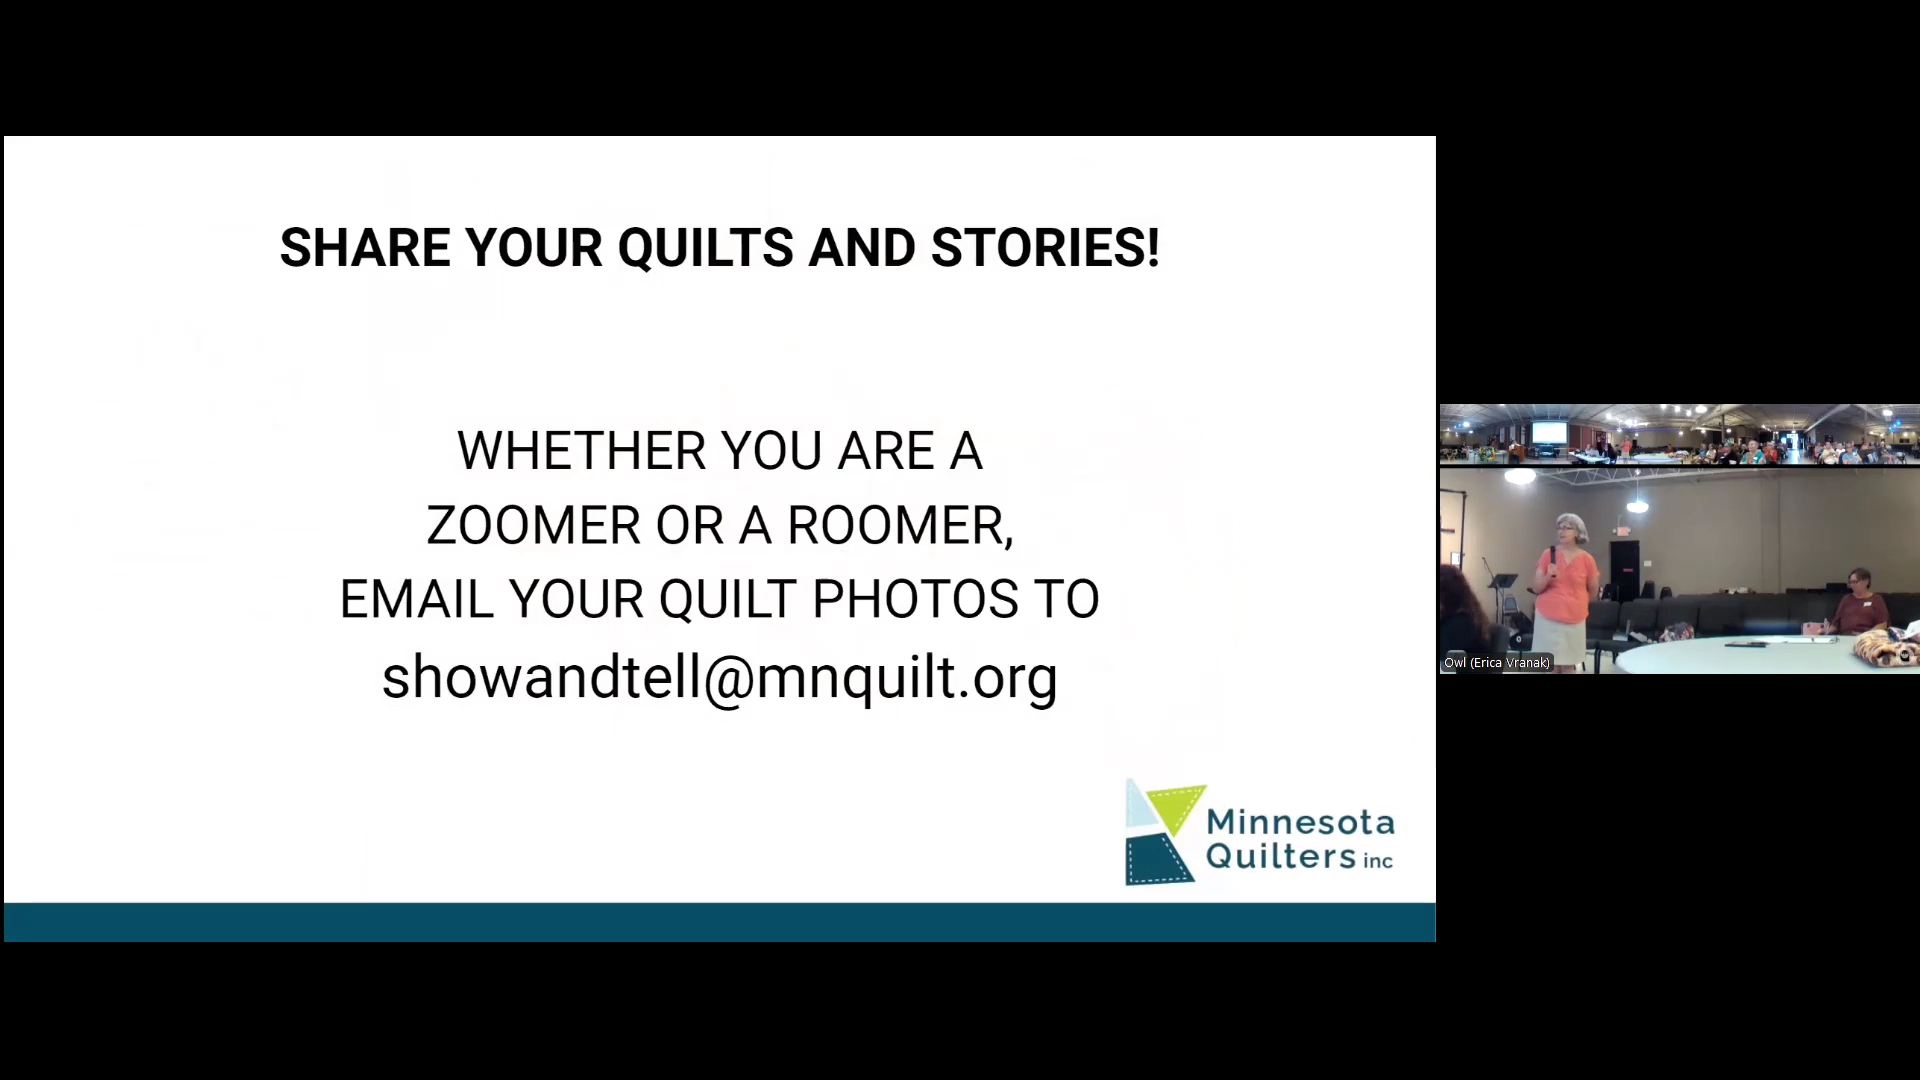 SHARE YOUR QUILTS AND STORIES!
WHETHER YOU ARE A
ZOOMER OR A ROOMER,
EMAIL YOUR QUILT PHOTOS TO
showandtell@mnquilt.org
Minnesota
Quilters inc
Owl (Erica Vranak)